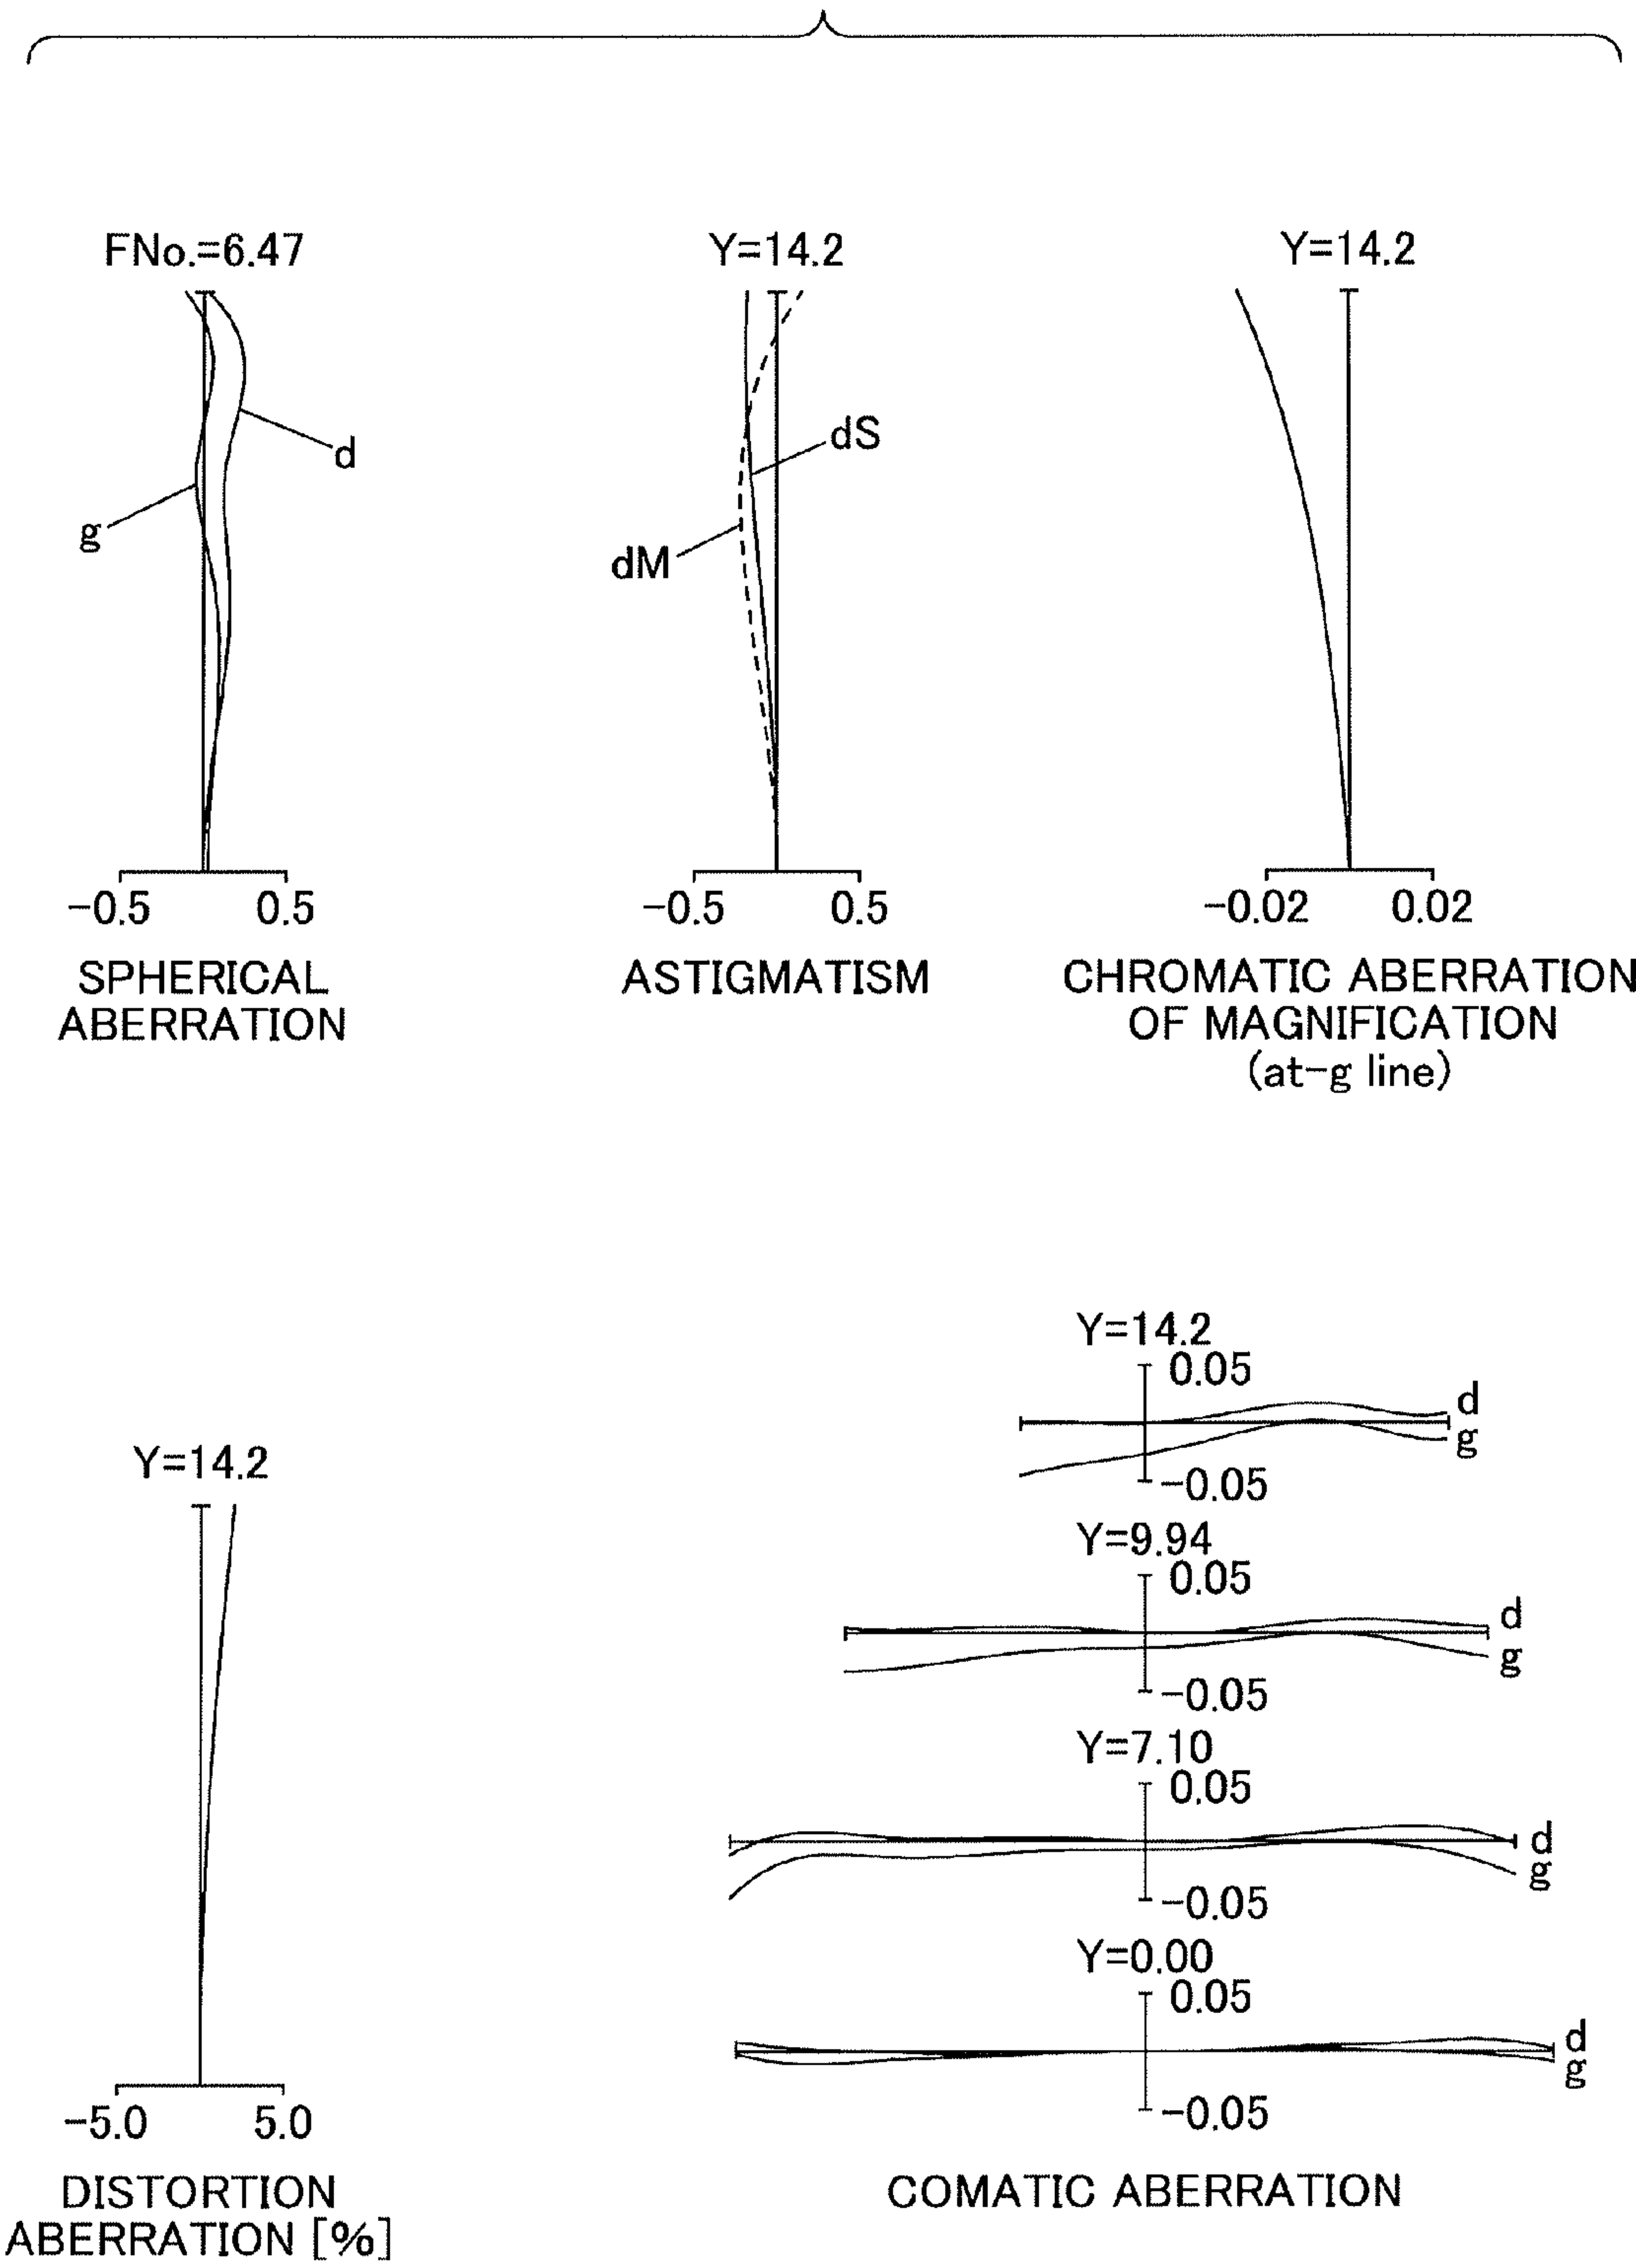 FNo.=6.47
d
g
-0.5 0.5
SPHERICAL
ABERRATION
Y=14.2
dS
dM
-0.5 0.5
ASTIGMATISM
Y=14.2
-0.02 0.02
CHROMATIC ABERRATION
OF MAGNIFICATION
(at-g line)
Y=14.2
-5.0 5.0
DISTORTION
ABERRATION [%]
Y=14.2
0.05
d
g
-0.05
Y=9.94
0.05
d
g
-0.05
Y=7.10
0.05
d
g
-0.05
Y=0.00
0.05
d
g
-0.05
COMATIC ABERRATION